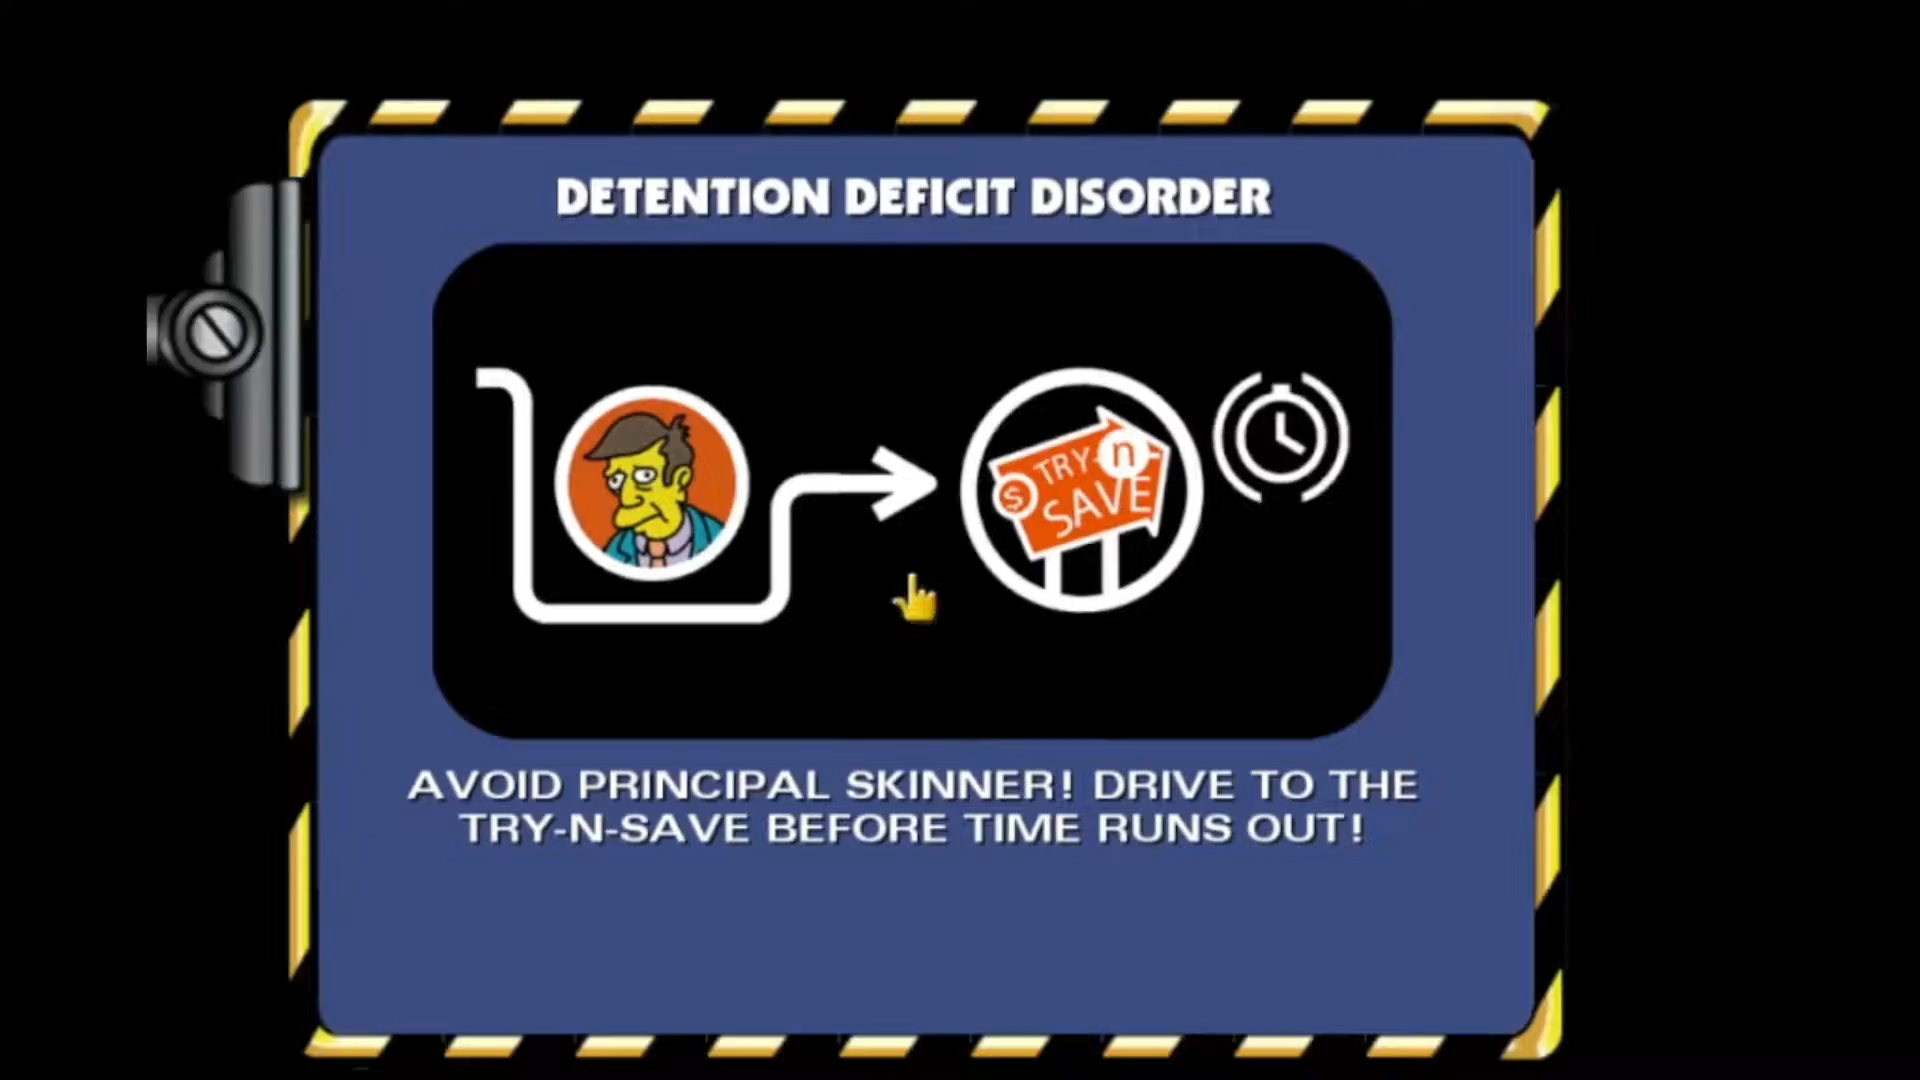 DETENTION DEFICIT DISORDER
TRY-n-
$ SAVE
AVOID PRINCIPAL SKINNER! DRIVE TO THE
TRY-N-SAVE BEFORE TIME RUNS OUT!